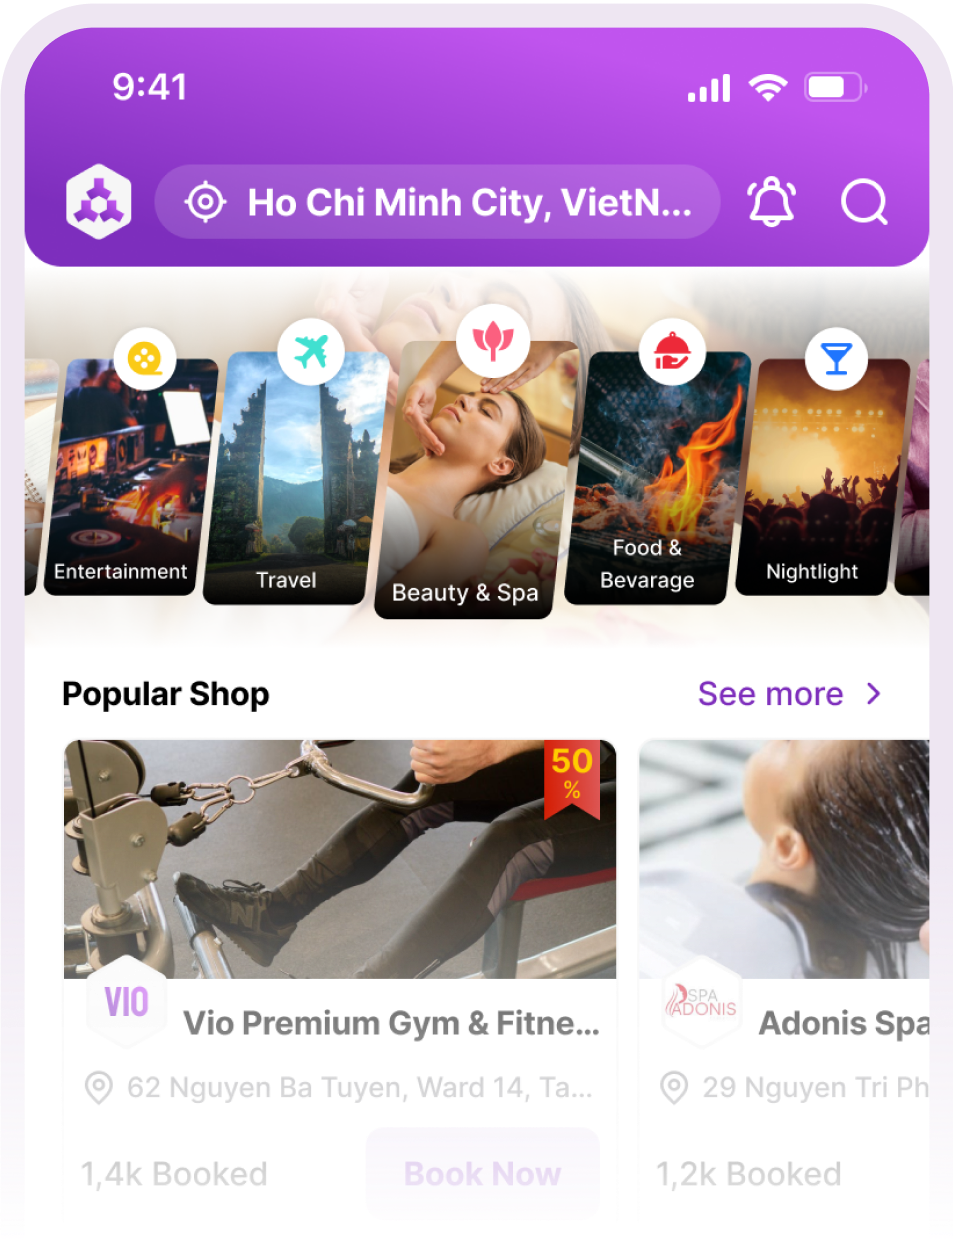 9:41
Ho Chi Minh City, VietN...
Entertainment
Travel
Beauty & Spa
Food &
Bevarage
Nightlight
Popular Shop
See more
50
%
VIO
Vio Premium Gym & Fitne...
62 Nguyen Ba Tuyen, Ward 14, Ta...
1,4k Booked
Book Now
SPA
ADONIS
Adonis Spa
29 Nguyen Tri Ph
1,2k Booked